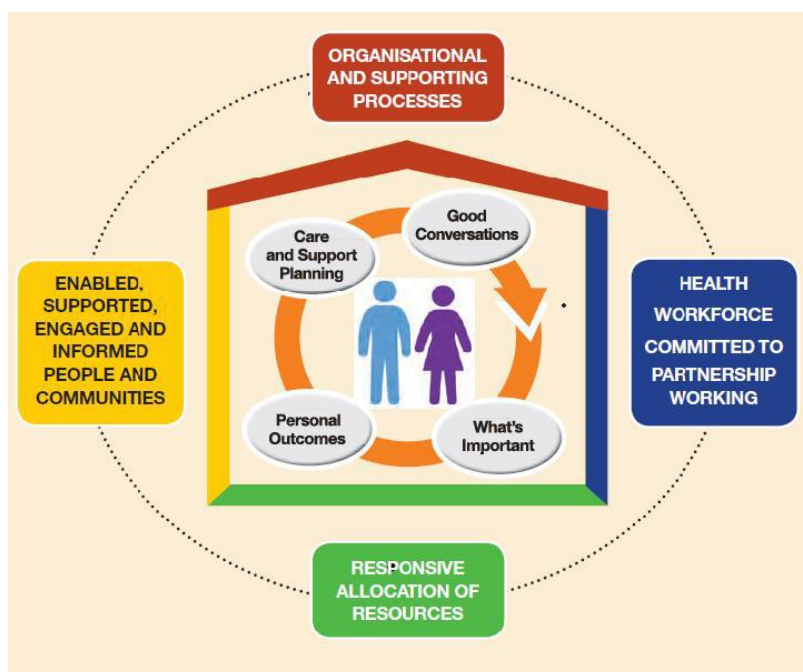 ORGANISATIONAL
AND SUPPORTING
PROCESSES
Good
Conversations
Care
and Support
Planning
ENABLED,
SUPPORTED,
ENGAGED AND
INFORMED
PEOPLE AND
COMMUNITIES
HEALTH
WORKFORCE
COMMITTED TO
PARTNERSHIP
WORKING
Personal
Outcomes
What's
Important
RESPONSIVE
ALLOCATION OF
RESOURCES